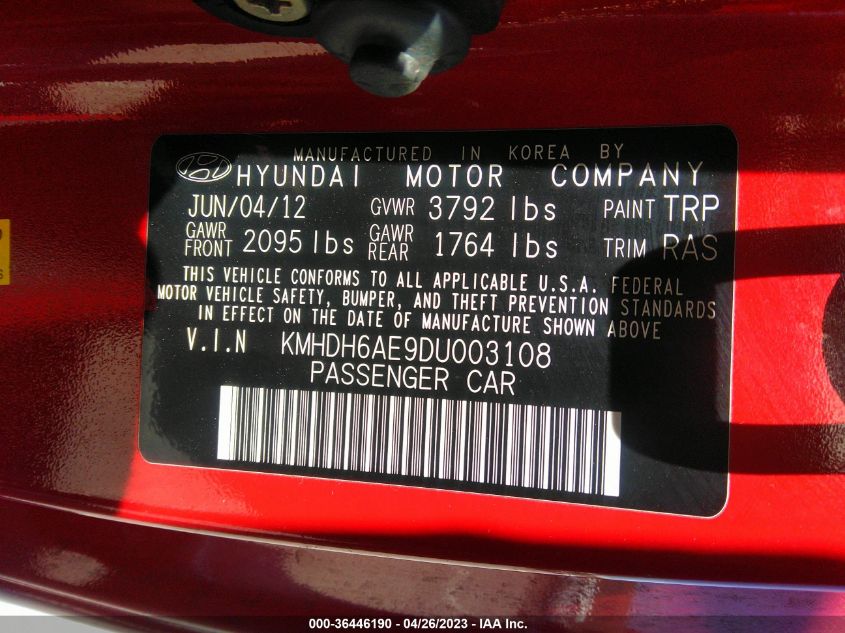 MANUFACTURED IN KOREA BY
HYUNDAI MOTOR COMPANY
JUN/04/12 GVWR 3792 lbs PAINT TRP
GAWR FRONT 2095 lbs GAWR REAR 1764 lbs TRIM RAS
THIS VEHICLE CONFORMS TO ALL APPLICABLE U.S.A. FEDERAL
MOTOR VEHICLE SAFETY, BUMPER, AND THEFT PREVENTION STANDARDS
IN EFFECT ON THE DATE OF MANUFACTURE SHOWN ABOVE
V.I.N KMHDH6AE9DU003108
PASSENGER CAR
000-36446190 - 04/26/2023 - IAA Inc.